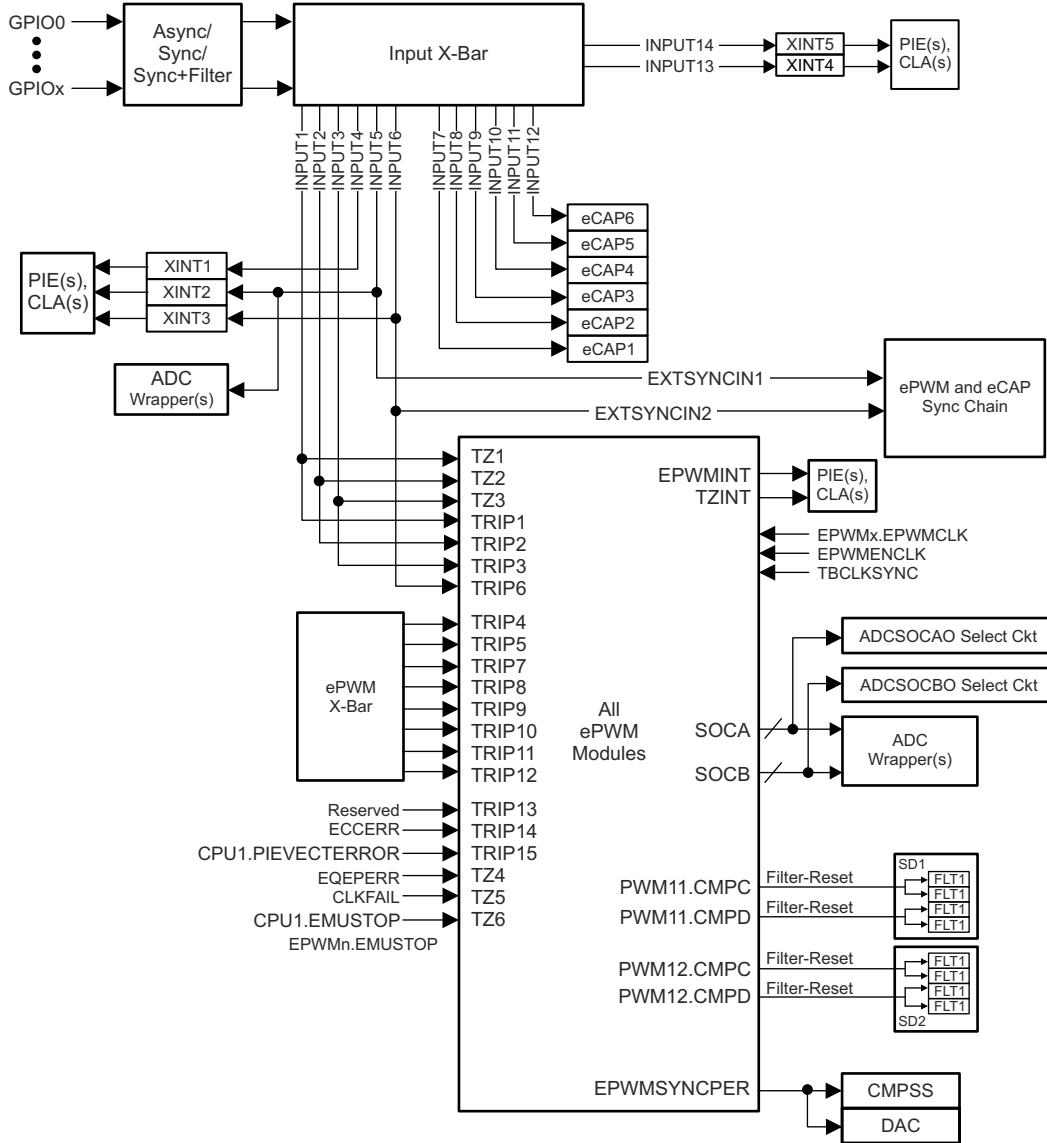 GPIO0
GPIOx
Async/
Sync/
Sync+Filter
Input X-Bar
INPUT14
INPUT13
XINT5
XINT4
PIE(s),
CLA(s)
INPUT1
INPUT2
INPUT3
INPUT4
INPUT5
INPUT6
INPUT7
INPUT8
INPUT9
INPUT10
INPUT11
INPUT12
eCAP6
eCAP5
eCAP4
eCAP3
eCAP2
eCAP1
PIE(s),
CLA(s)
XINT1
XINT2
XINT3
ADC
Wrapper(s)
EXTSYNCIN1
EXTSYNCIN2
ePWM and eCAP
Sync Chain
TZ1
TZ2
TZ3
TRIP1
TRIP2
TRIP3
TRIP6
EPWMINT
TZINT
PIE(s),
CLA(s)
EPWMx.EPWMCLK
EPWMENCLK
TBCLKSYNC
ePWM
X-Bar
TRIP4
TRIP5
TRIP7
TRIP8
TRIP9
TRIP10
TRIP11
TRIP12
All
ePWM
Modules
SOCA
SOCB
ADCSOCAO Select Ckt
ADCSOCBO Select Ckt
ADC
Wrapper(s)
Reserved
ECCERR
CPU1.PIEVECTERROR
EQEPERR
CLKFAIL
CPU1.EMUSTOP
EPWMn.EMUSTOP
TRIP13
TRIP14
TRIP15
TZ4
TZ5
TZ6
PWM11.CMPC
PWM11.CMPD
PWM12.CMPC
PWM12.CMPD
Filter-Reset
Filter-Reset
Filter-Reset
Filter-Reset
SD1
FLT1
FLT1
FLT1
FLT1
FLT1
FLT1
FLT1
FLT1
SD2
EPWMSYNCPER
CMPSS
DAC